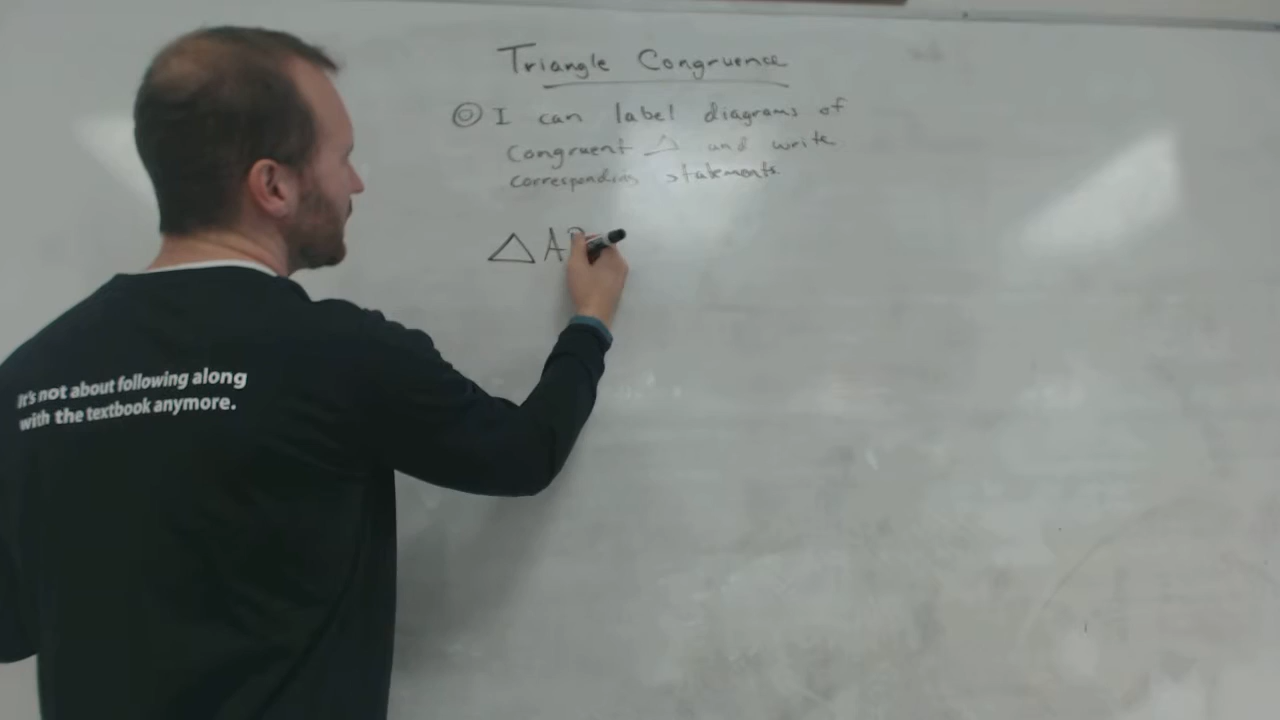 Triangle Congruence
◎ I can label diagrams of
congruent △ and write
corresponding statements.
△ AB
It's not about following along
with the textbook anymore.